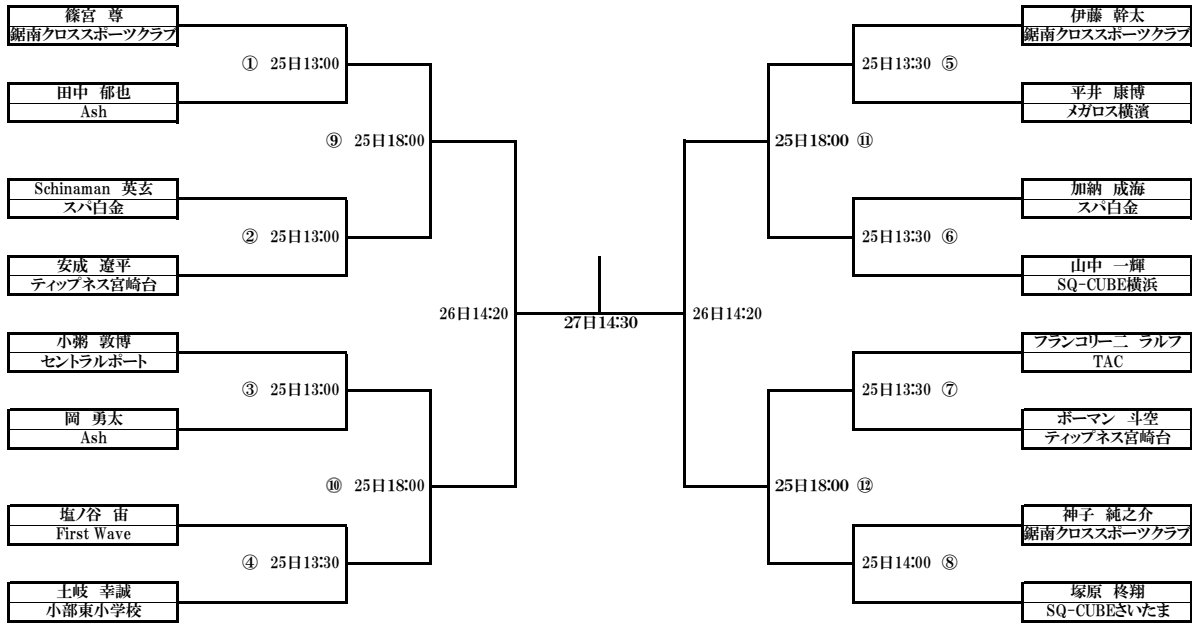 篠宮 尊
鋸南クロススポーツクラブ
① 25日13:00
田中 郁也
Ash
⑨ 25日18:00
Schinaman 英玄
スパ白金
② 25日13:00
安成 遼平
ティップネス宮崎台
26日14:20
小粥 敦博
セントラルポート
③ 25日13:00
岡 勇太
Ash
⑩ 25日18:00
塩ノ谷 宙
First Wave
④ 25日13:30
土岐 幸誠
小部東小学校
27日14:30
伊藤 幹太
鋸南クロススポーツクラブ
25日13:30 ⑤
平井 康博
メガロス横濱
25日18:00 ⑪
加納 成海
スパ白金
25日13:30 ⑥
山中 一輝
SQ-CUBE横浜
26日14:20
フランコリーニ ラルフ
TAC
25日13:30 ⑦
ボーマン 斗空
ティップネス宮崎台
25日18:00 ⑫
神子 純之介
鋸南クロススポーツクラブ
25日14:00 ⑧
塚原 柊翔
SQ-CUBEさいたま